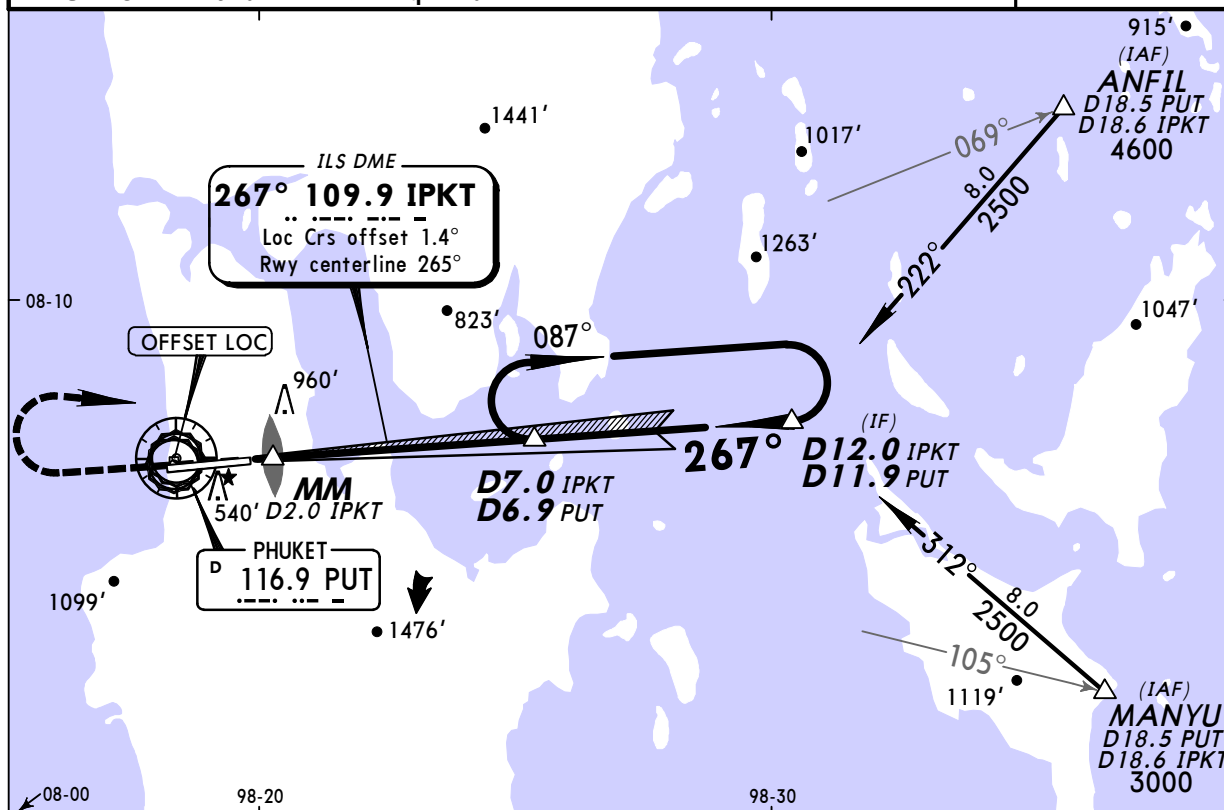 915'
(IAF)
ANFIL
D18.5 PUT
D18.6 IPKT
4600
1441'
1017'
069°
8.0
2500
222°
ILS DME
267° 109.9 IPKT
Loc Crs offset 1.4°
Rwy centerline 265°
1263'
08-10
823'
1047'
087°
OFFSET LOC
960'
(IF)
D12.0 IPKT
D11.9 PUT
267°
D7.0 IPKT
D6.9 PUT
MM
D2.0 IPKT
540'
PHUKET
D 116.9 PUT
1099'
1476'
312°
8.0
2500
105°
1119'
(IAF)
MANYU
D18.5 PUT
D18.6 IPKT
3000
08-00
98-20
98-30